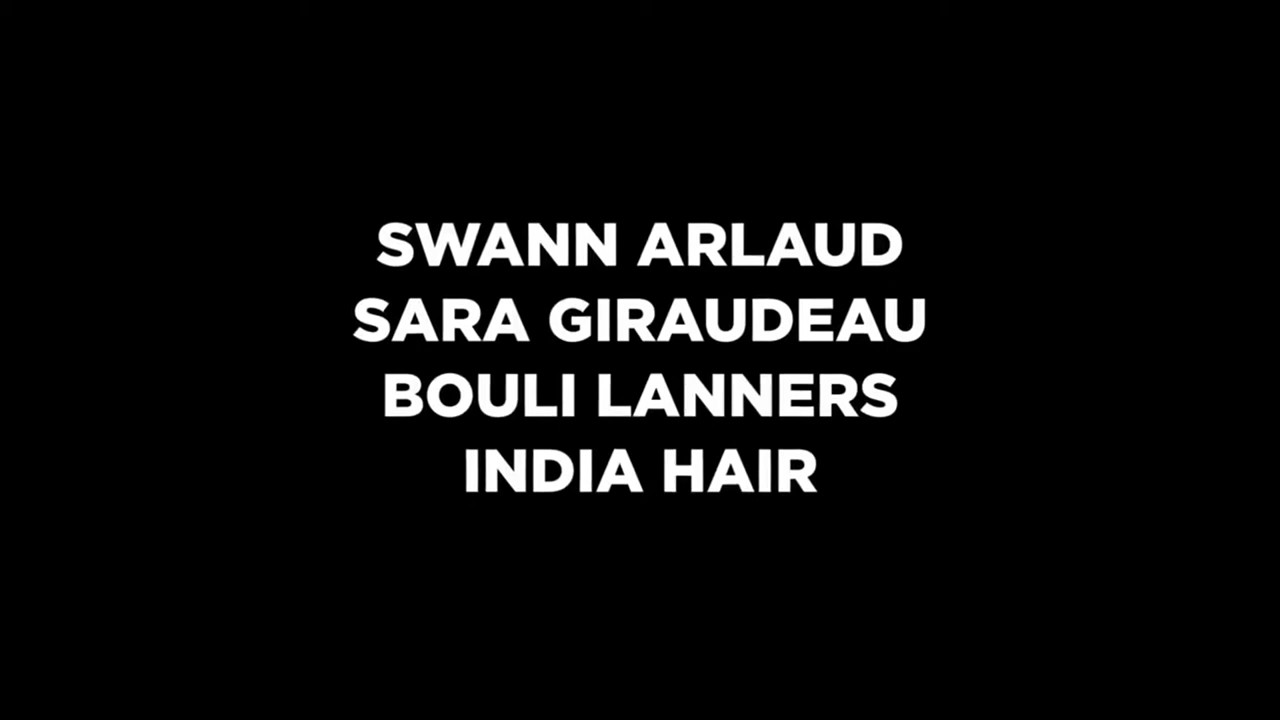 SWANN ARLAUD
SARA GIRAUDEAU
BOULI LANNERS
INDIA HAIR